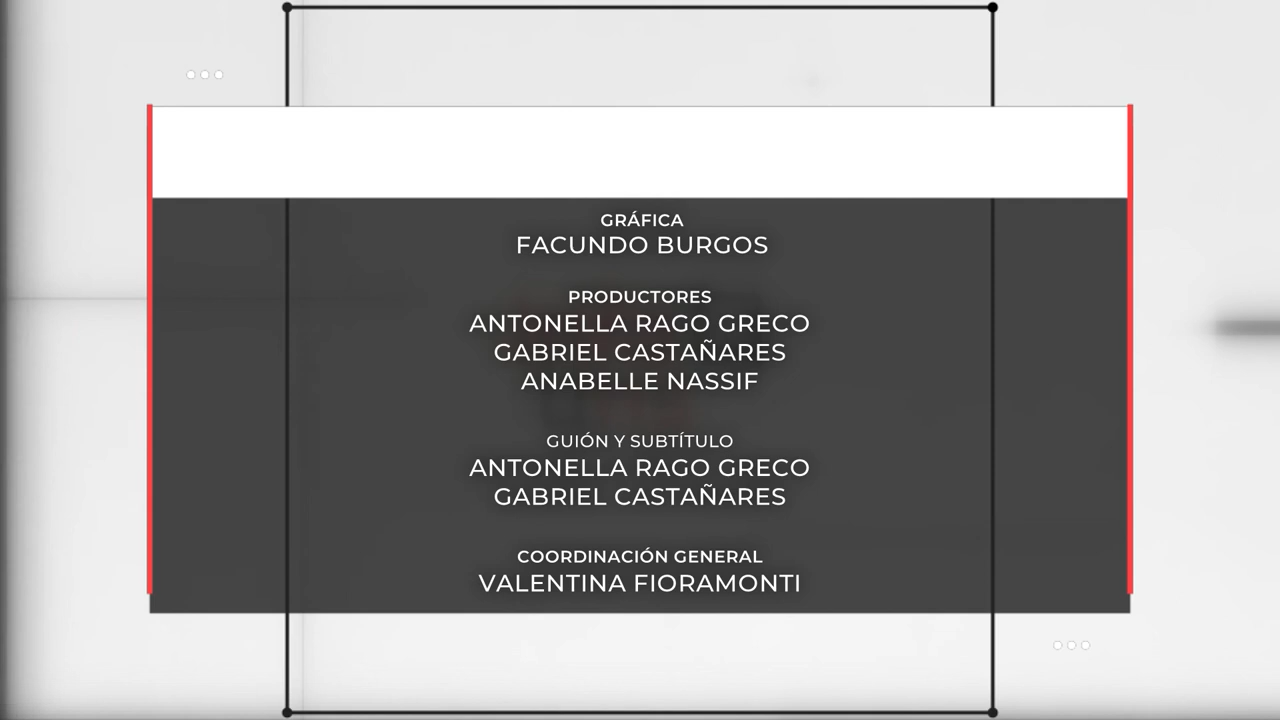 GRÁFICA
FACUNDO BURGOS
PRODUCTORES
ANTONELLA RAGO GRECO
GABRIEL CASTAÑARES
ANABELLE NASSIF
GUIÓN Y SUBTÍTULO
ANTONELLA RAGO GRECO
GABRIEL CASTAÑARES
COORDINACIÓN GENERAL
VALENTINA FIORAMONTI